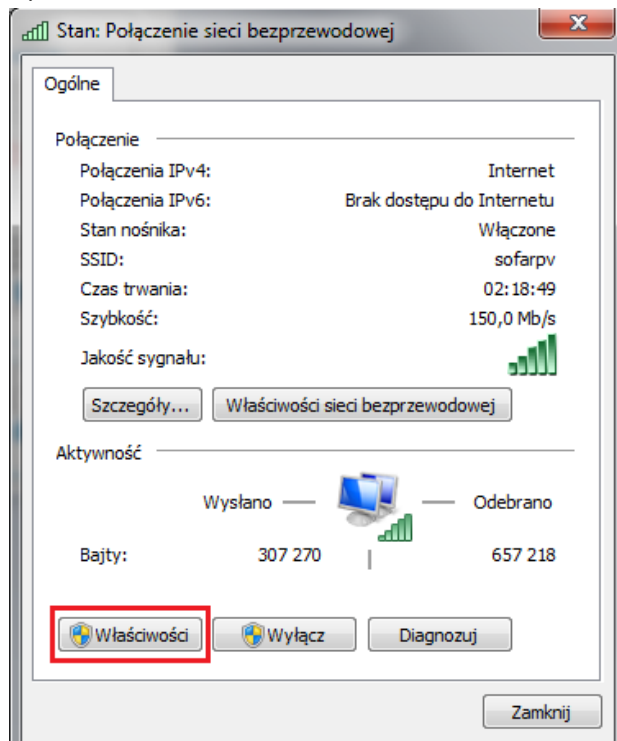 Stan: Połączenie sieci bezprzewodowej
Ogólne
Połączenie
Połączenia IPv4: Internet
Połączenia IPv6: Brak dostępu do Internetu
Stan nośnika: Włączone
SSID: sofarpv
Czas trwania: 02:18:49
Szybkość: 150,0 Mb/s
Jakość sygnału:
Szczegóły... Właściwości sieci bezprzewodowej
Aktywność
Wysłano Odebrano
Bajty: 307 270 657 218
Właściwości Wyłącz Diagnozuj
Zamknij